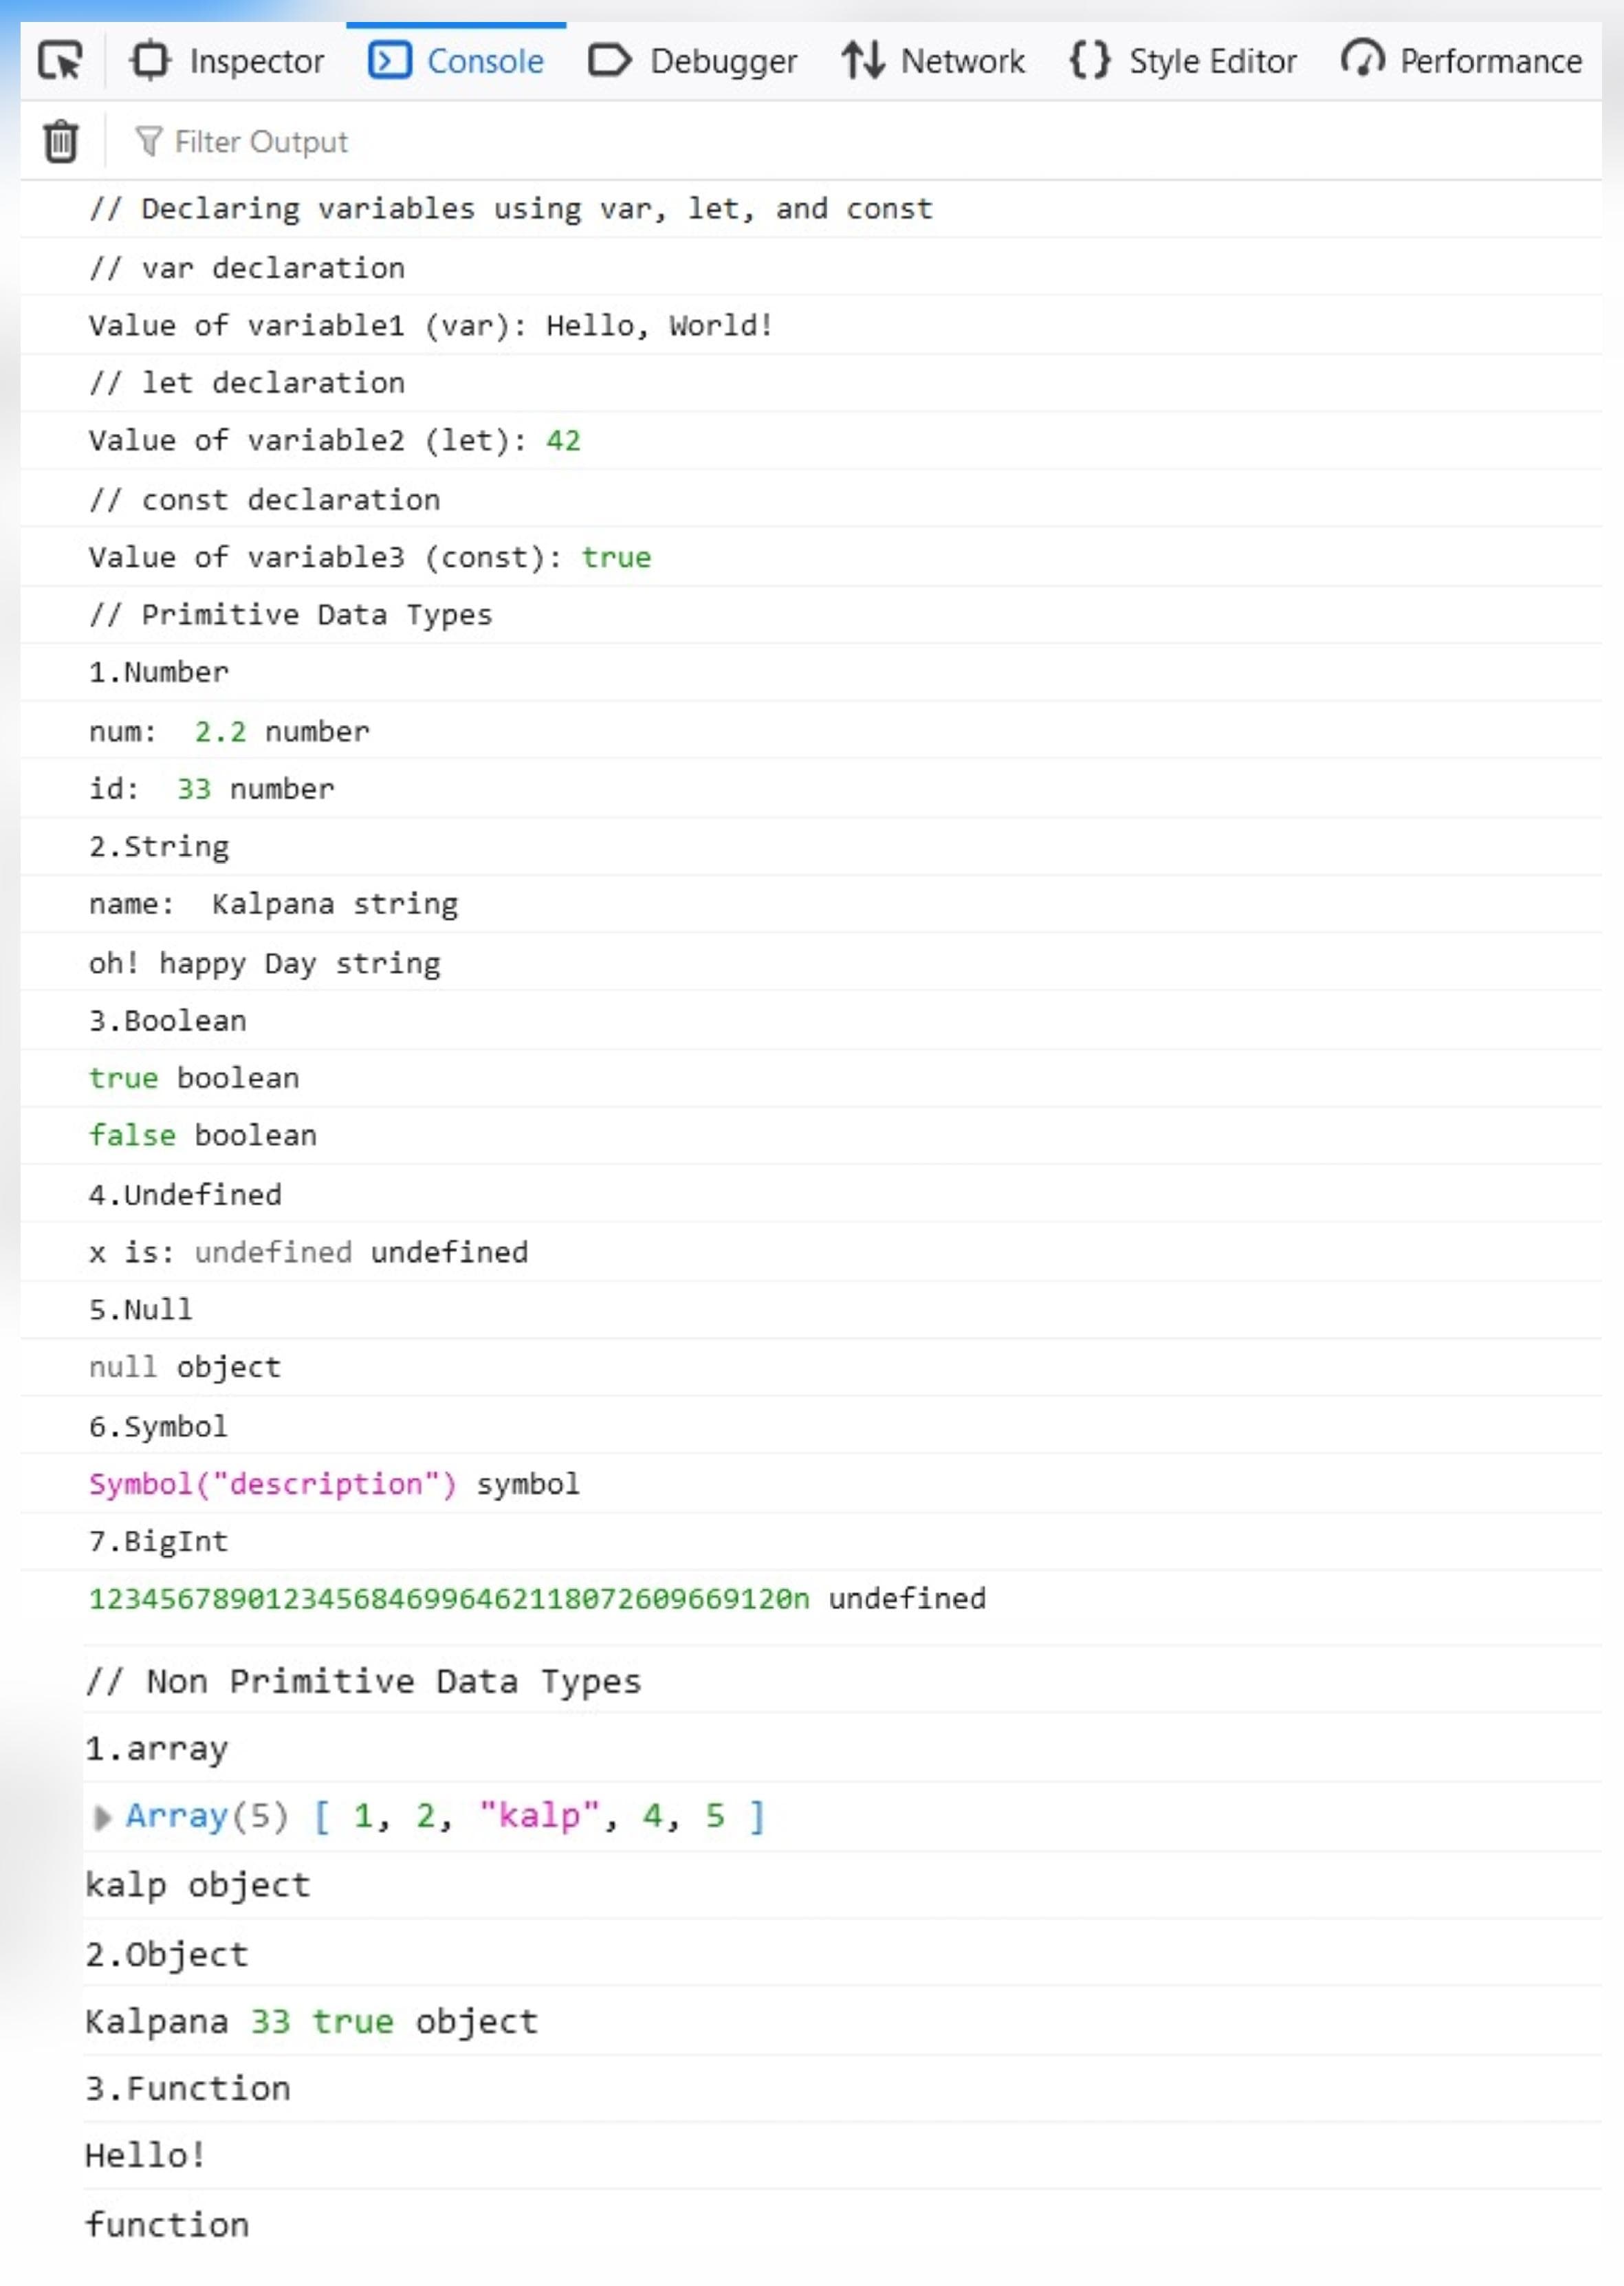 Inspector Console Debugger Network {} Style Editor Performance
Filter Output
// Declaring variables using var, let, and const
// var declaration
Value of variable1 (var): Hello, World!
// let declaration
Value of variable2 (let): 42
// const declaration
Value of variable3 (const): true
// Primitive Data Types
1.Number
num:  2.2 number
id:  33 number
2.String
name:  Kalpana string
oh! happy Day string
3.Boolean
true boolean
false boolean
4.Undefined
x is: undefined undefined
5.Null
null object
6.Symbol
Symbol("description") symbol
7.BigInt
12345678901234568469964621180726096​69120n undefined
// Non Primitive Data Types
1.array
Array(5) [ 1, 2, "kalp", 4, 5 ]
kalp object
2.Object
Kalpana 33 true object
3.Function
Hello!
function